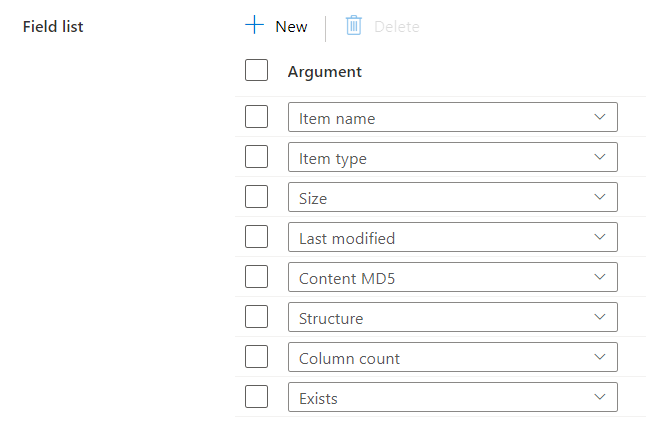 Field list
New
Delete
Argument
Item name
Item type
Size
Last modified
Content MD5
Structure
Column count
Exists